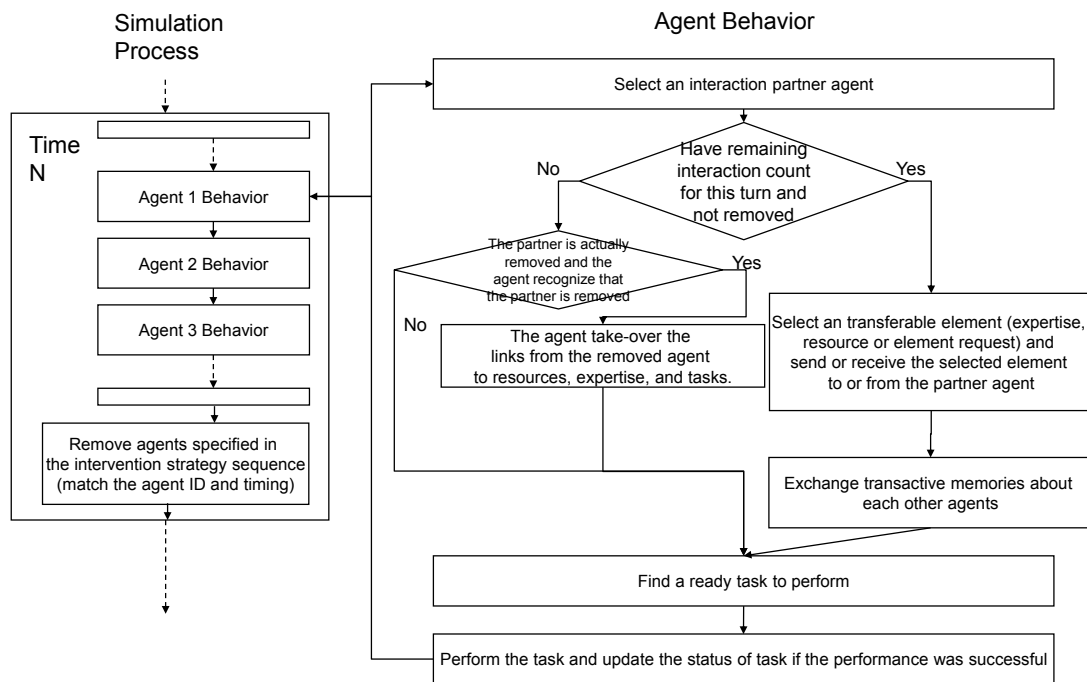 Simulation
Process
Time
N
Agent 1 Behavior
Agent 2 Behavior
Agent 3 Behavior
Remove agents specified in
the intervention strategy sequence
(match the agent ID and timing)
Agent Behavior
Select an interaction partner agent
Have remaining
interaction count
for this turn and
not removed
No
Yes
The partner is actually
removed and the
agent recognize that
the partner is removed
Yes
No
The agent take-over the
links from the removed agent
to resources, expertise, and tasks.
Select an transferable element (expertise,
resource or element request) and
send or receive the selected element
to or from the partner agent
Exchange transactive memories about
each other agents
Find a ready task to perform
Perform the task and update the status of task if the performance was successful